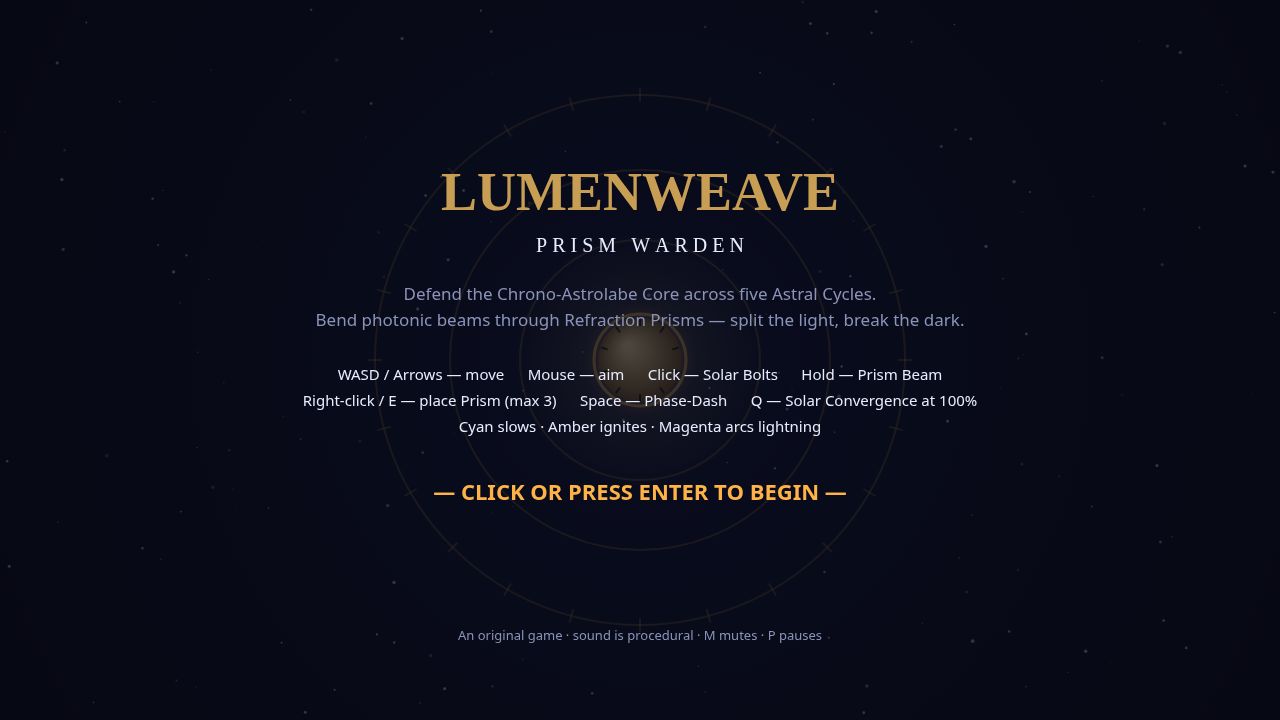 LUMENWEAVE
PRISM WARDEN
Defend the Chrono-Astrolabe Core across five Astral Cycles.
Bend photonic beams through Refraction Prisms — split the light, break the dark.
WASD / Arrows — move Mouse — aim Click — Solar Bolts Hold — Prism Beam
Right-click / E — place Prism (max 3) Space — Phase-Dash Q — Solar Convergence at 100%
Cyan slows · Amber ignites · Magenta arcs lightning
— CLICK OR PRESS ENTER TO BEGIN —
An original game · sound is procedural · M mutes · P pauses